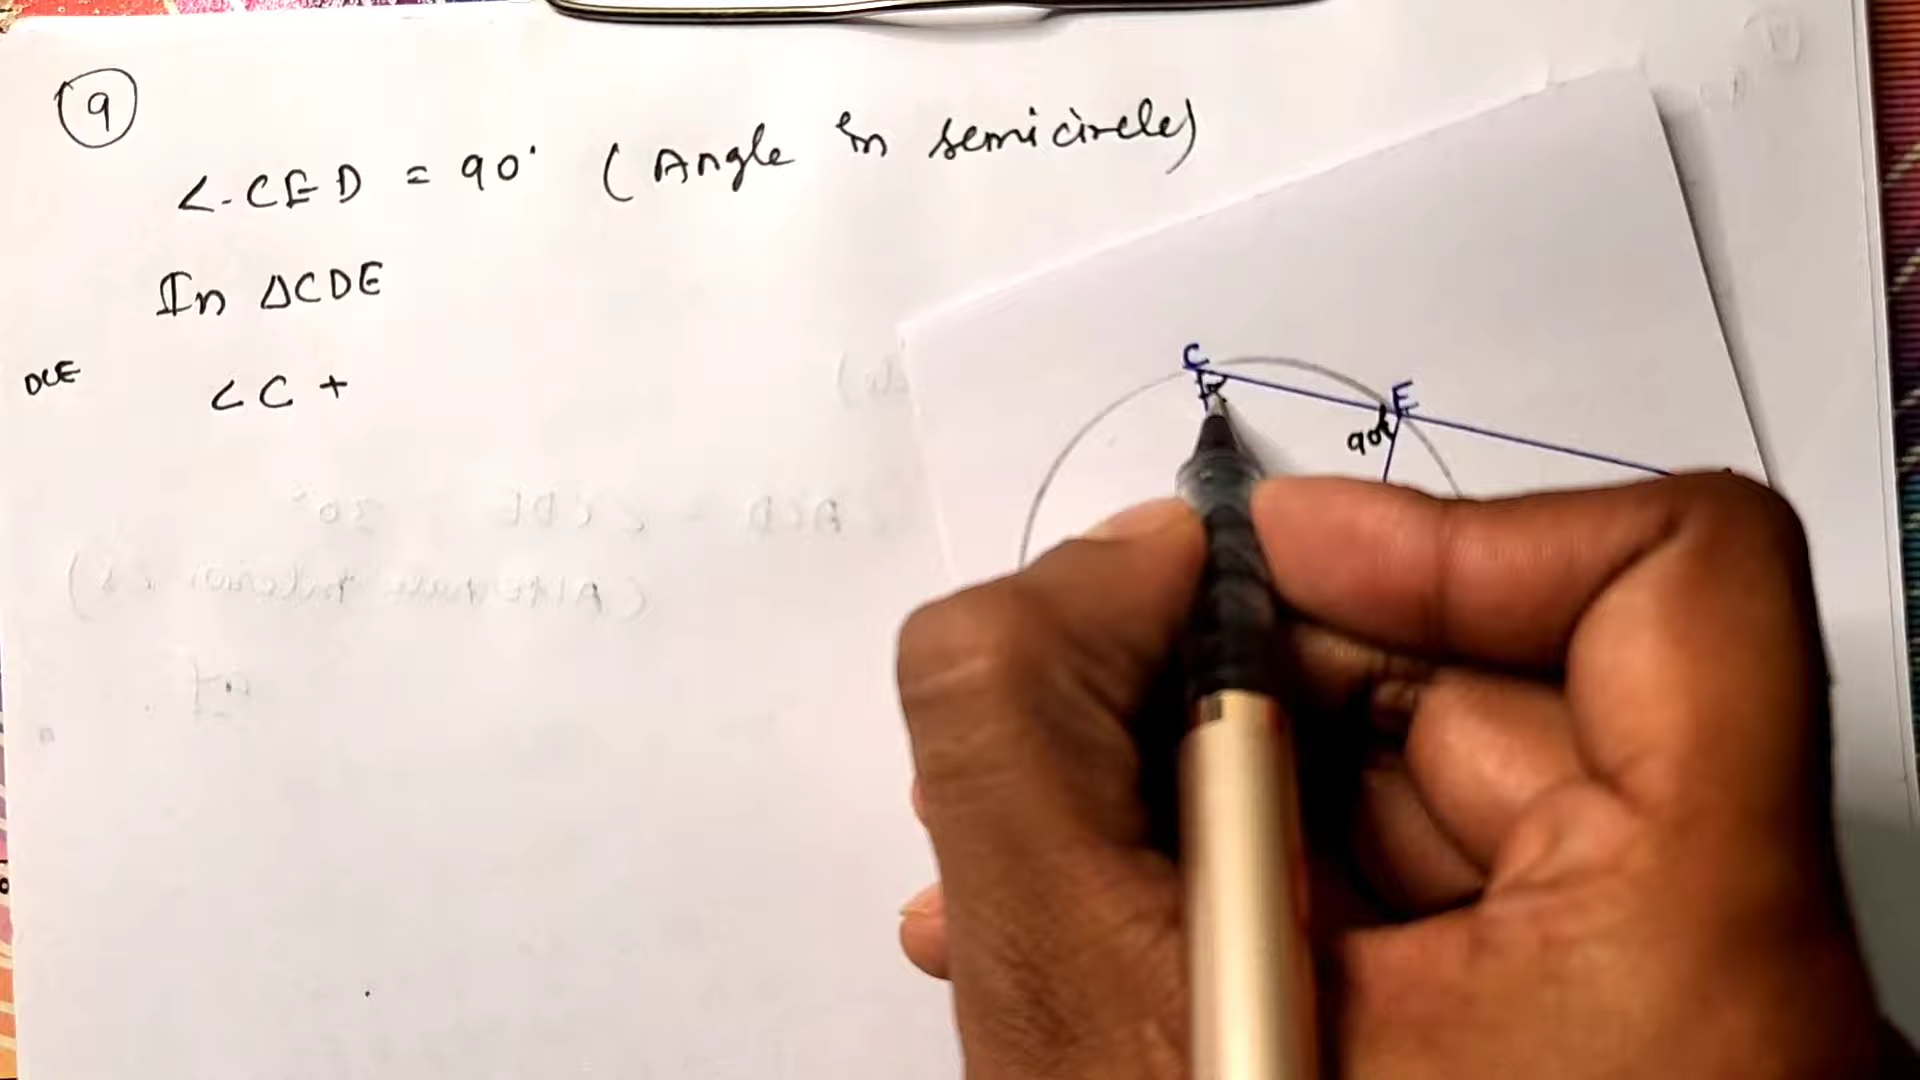 9
∠CED = 90° (Angle in semicircle)
In ΔCDE
DCE
∠C +
C
E
90°